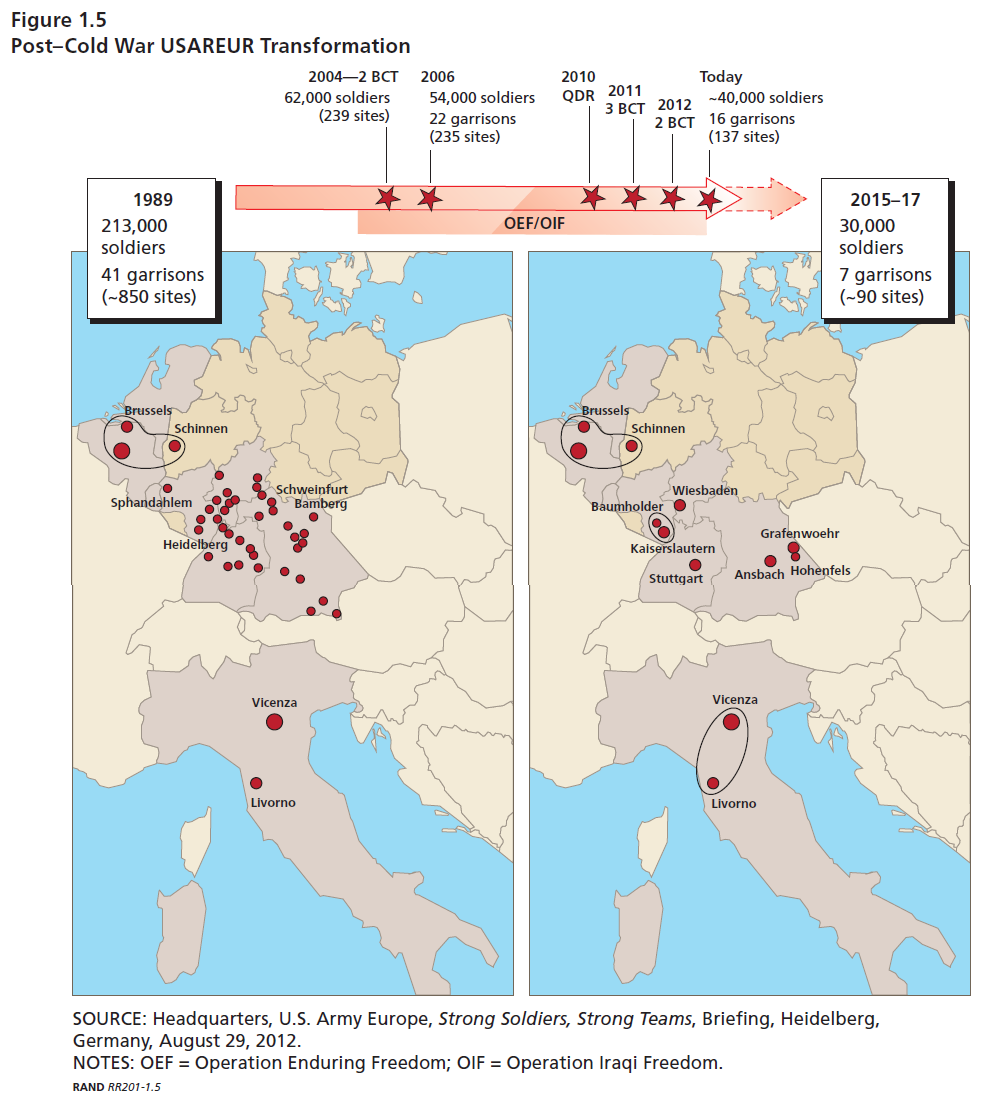 Figure 1.5
Post–Cold War USAREUR Transformation
2004—2 BCT
62,000 soldiers
(239 sites)
2006
54,000 soldiers
22 garrisons
(235 sites)
2010
QDR
2011
3 BCT
2012
2 BCT
Today
~40,000 soldiers
16 garrisons
(137 sites)
OEF/OIF
1989
213,000
soldiers
41 garrisons
(~850 sites)
2015–17
30,000
soldiers
7 garrisons
(~90 sites)
Brussels
Schinnen
Sphandahlem
Schweinfurt
Bamberg
Heidelberg
Vicenza
Livorno
Brussels
Schinnen
Wiesbaden
Baumholder
Kaiserslautern
Stuttgart
Grafenwoehr
Ansbach
Hohenfels
Vicenza
Livorno
SOURCE: Headquarters, U.S. Army Europe, Strong Soldiers, Strong Teams, Briefing, Heidelberg,
Germany, August 29, 2012.
NOTES: OEF = Operation Enduring Freedom; OIF = Operation Iraqi Freedom.
RAND RR201-1.5